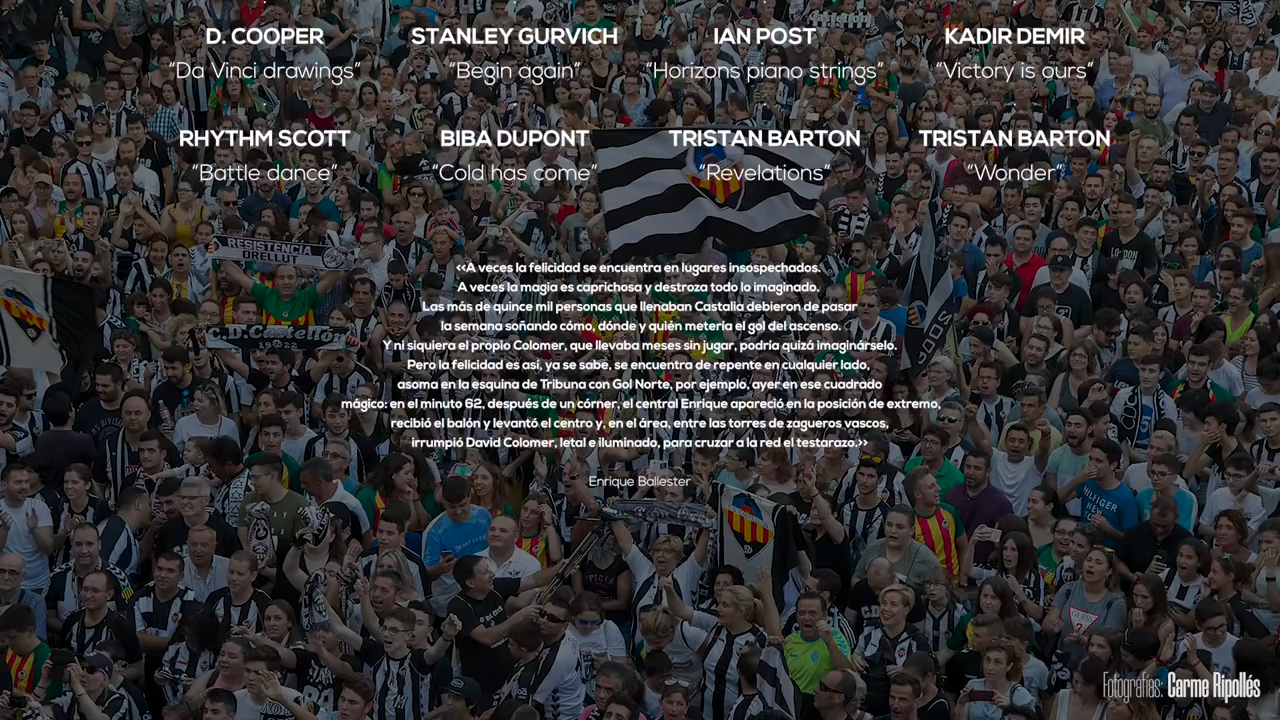 D. COOPER
"Da Vinci drawings"
STANLEY GURVICH
"Begin again"
IAN POST
"Horizons piano strings"
KADIR DEMIR
"Victory is ours"
RHYTHM SCOTT
"Battle dance"
BIBA DUPONT
"Cold has come"
TRISTAN BARTON
"Revelations"
TRISTAN BARTON
"Wonder"
RESISTENCIA
ORELLUT
C.D. Castellón
1922
‹‹A veces la felicidad se encuentra en lugares insospechados.
A veces la magia es caprichosa y destroza todo lo imaginado.
Las más de quince mil personas que llenaban Castalia debieron de pasar
la semana soñando cómo, dónde y quién metería el gol del ascenso.
Y ni siquiera el propio Colomer, que llevaba meses sin jugar, podría quizá imaginárselo.
Pero la felicidad es así, ya se sabe, se encuentra de repente en cualquier lado,
asoma en la esquina de Tribuna con Gol Norte, por ejemplo, ayer en ese cuadrado
mágico: en el minuto 62, después de un córner, el central Enrique apareció en la posición de extremo,
recibió el balón y levantó el centro y, en el área, entre las torres de zagueros vascos,
irrumpió David Colomer, letal e iluminado, para cruzar a la red el testarazo.››
Enrique Ballester
LONDON
HILFIGER
GUESS
Fotografías: Carme Ripollés